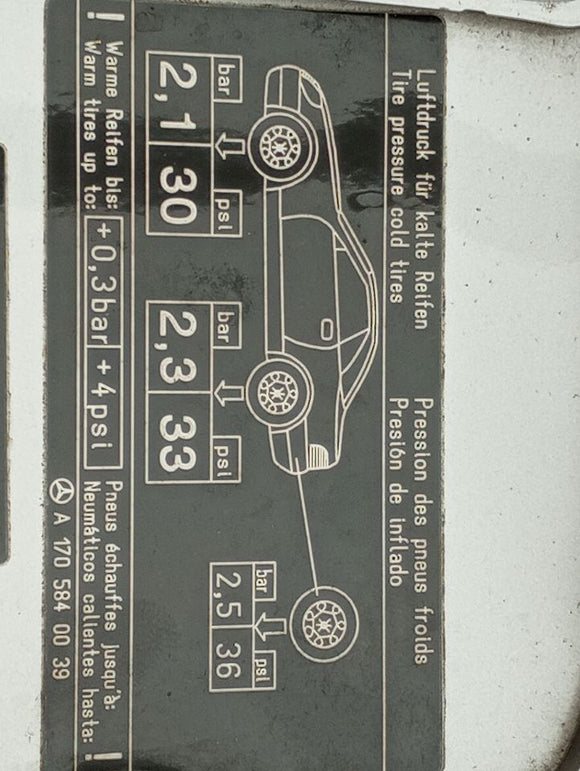 Luftdruck für kalte Reifen
Tire pressure cold tires
Pression des pneus froids
Presión de inflado
bar psi
2,1 30
bar psi
2,3 33
bar psi
2,5 36
! Warme Reifen bis:
Warm tires up to:
+0,3bar +4psi
Pneus échauffes jusqu'à:
Neumáticos calientes hasta: !
A 170 584 00 39